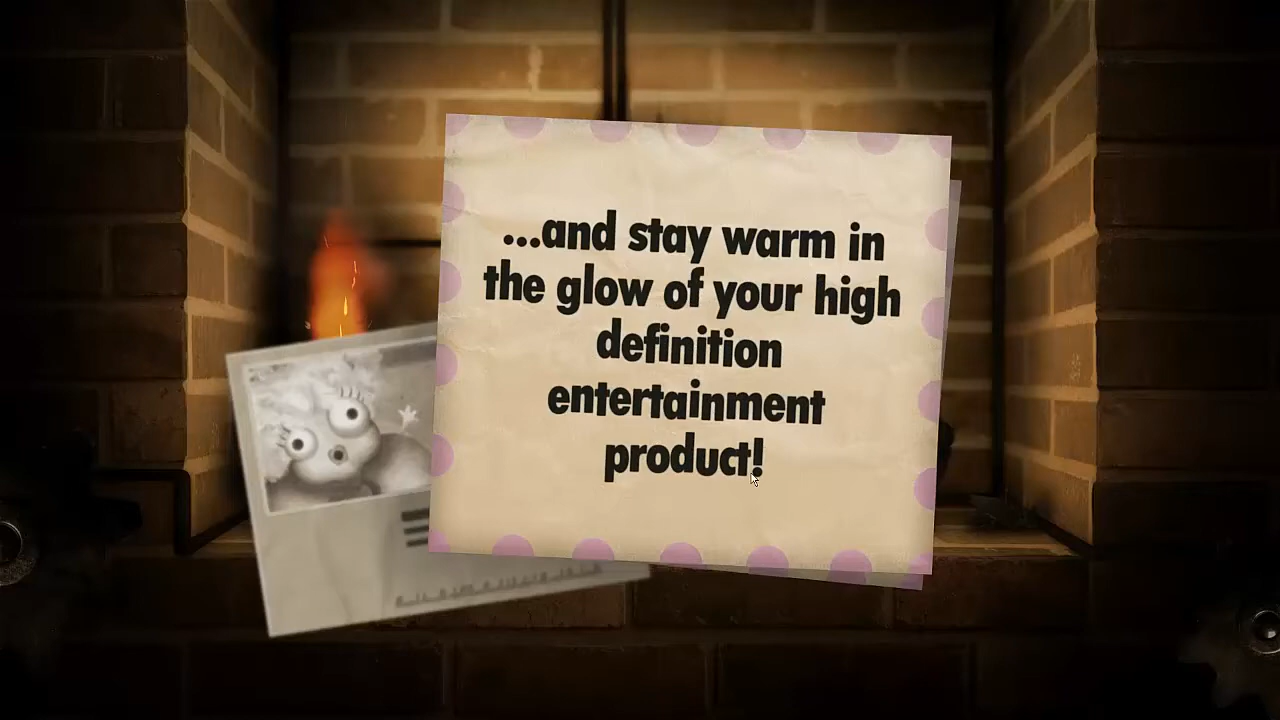 ...and stay warm in
the glow of your high
definition
entertainment
product!